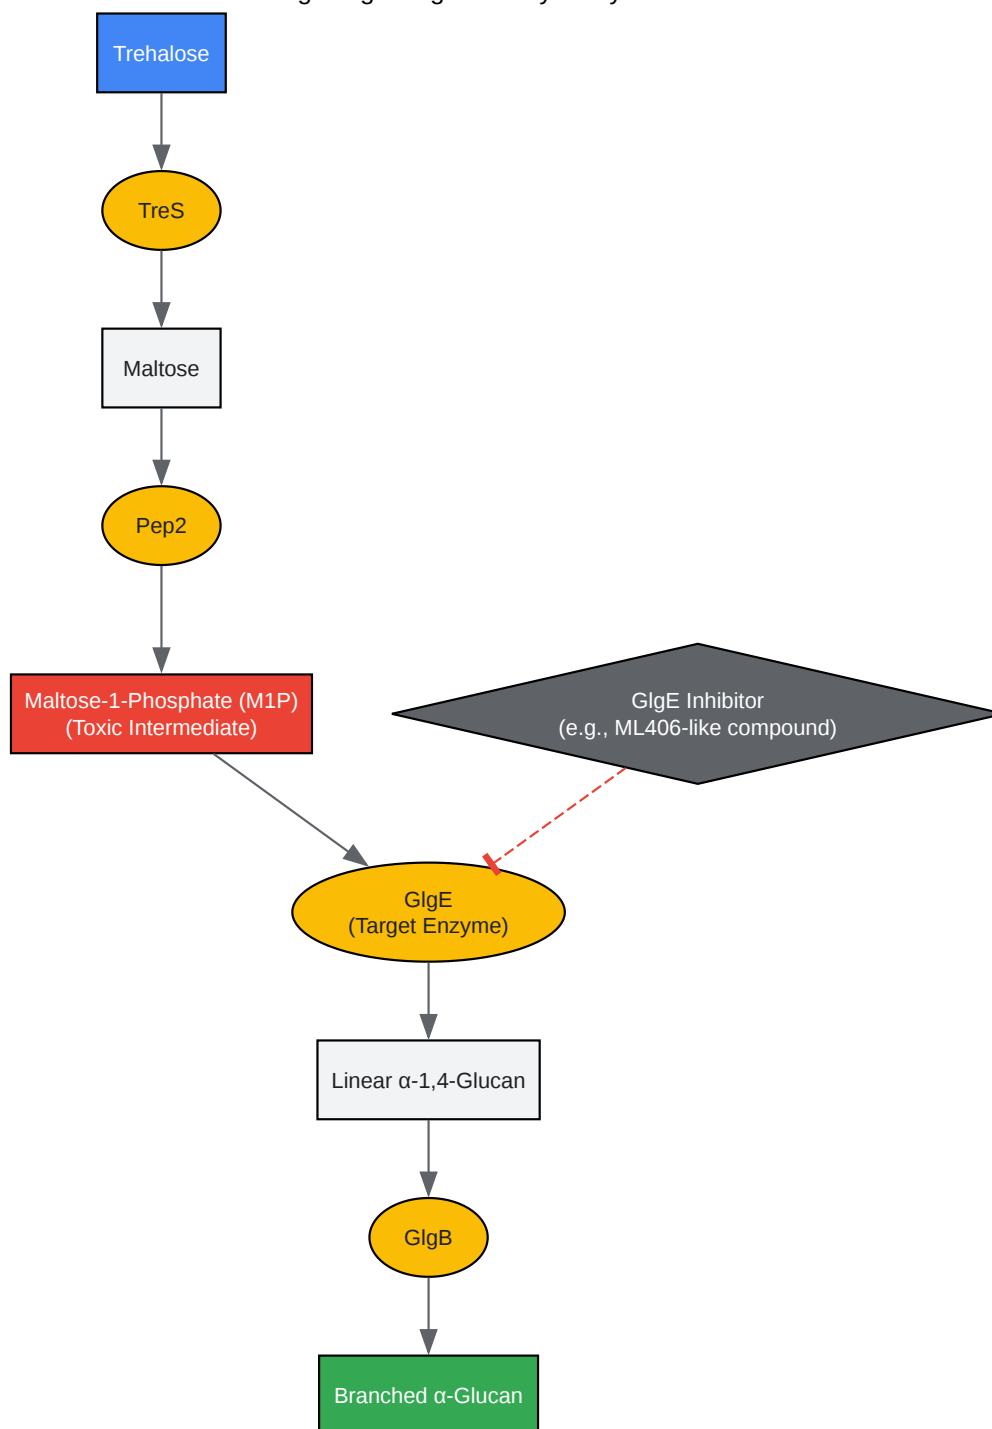 Trehalose
TreS
Maltose
Pep2
Maltose-1-Phosphate (M1P)
(Toxic Intermediate)
GlgE Inhibitor
(e.g., ML406-like compound)
GlgE
(Target Enzyme)
Linear α-1,4-Glucan
GlgB
Branched α-Glucan